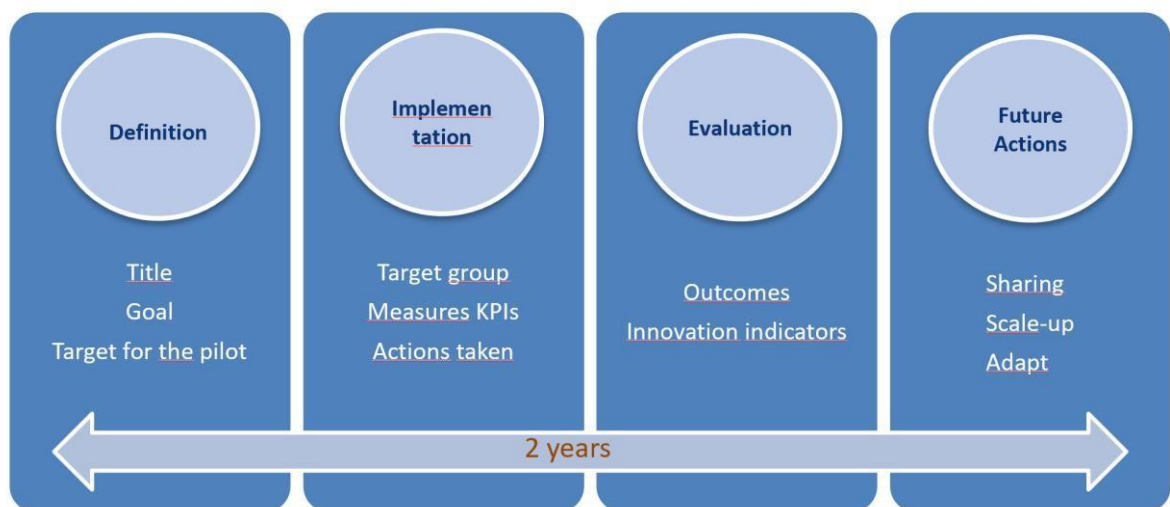 Definition
Title
Goal
Target for the pilot
Implemen
tation
Target group
Measures KPIs
Actions taken
Evaluation
Outcomes
Innovation indicators
Future
Actions
Sharing
Scale-up
Adapt
2 years